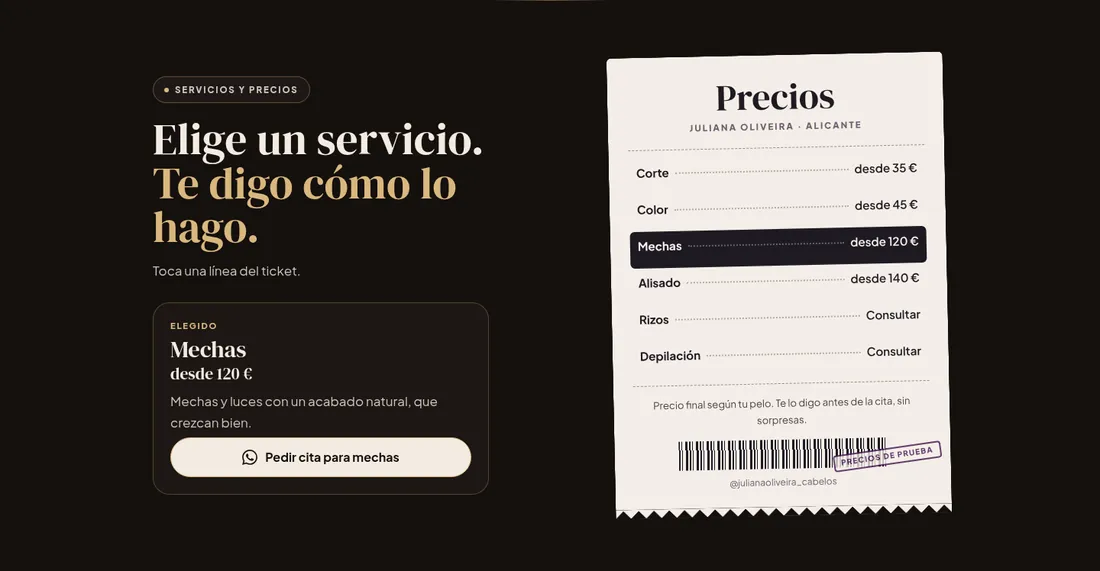 SERVICIOS Y PRECIOS
Elige un servicio.
Te digo cómo lo
hago.
Toca una línea del ticket.
ELEGIDO
Mechas
desde 120 €
Mechas y luces con un acabado natural, que
crezcan bien.
Pedir cita para mechas
Precios
JULIANA OLIVEIRA · ALICANTE
Corte desde 35 €
Color desde 45 €
Mechas desde 120 €
Alisado desde 140 €
Rizos Consultar
Depilación Consultar
Precio final según tu pelo. Te lo digo antes de la cita, sin
sorpresas.
PRECIOS DE PRUEBA
@julianaoliveira_cabelos